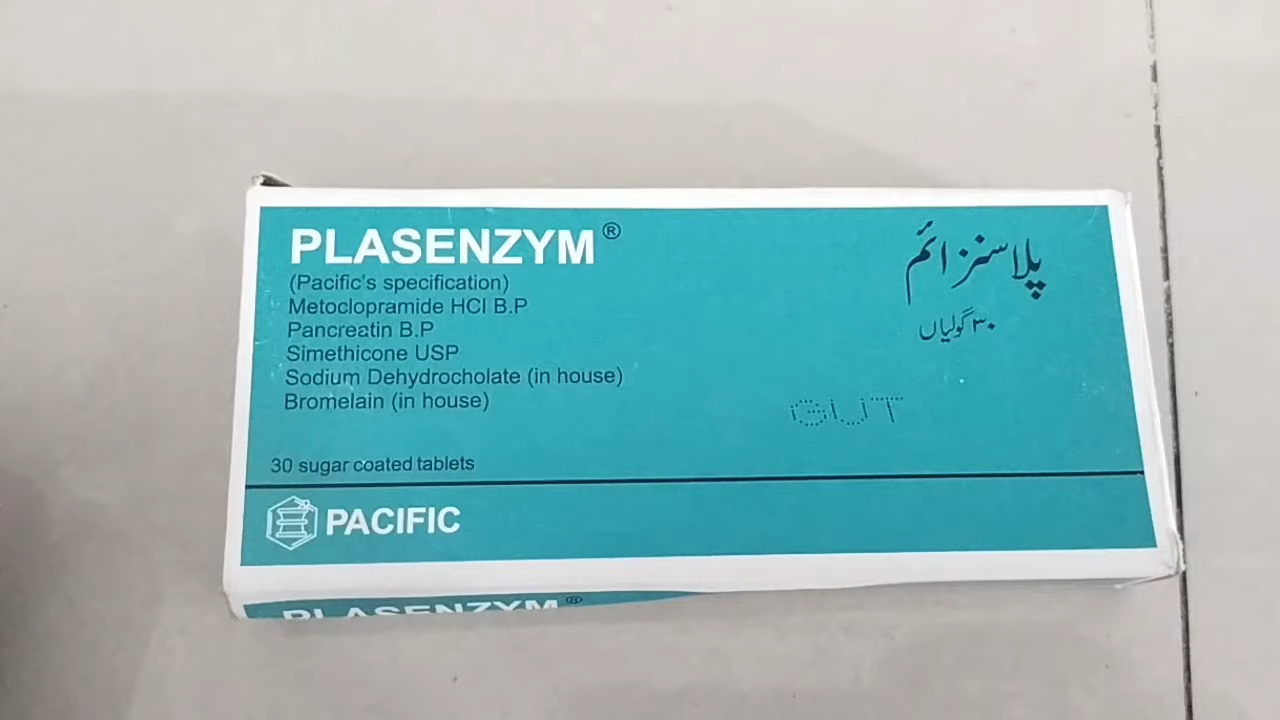 PLASENZYM®
(Pacific's specification)
Metoclopramide HCl B.P
Pancreatin B.P
Simethicone USP
Sodium Dehydrocholate (in house)
Bromelain (in house)
30 sugar coated tablets
پلاسنزائم
۳۰ گولیاں
GUT
PACIFIC
PLASENZYM®